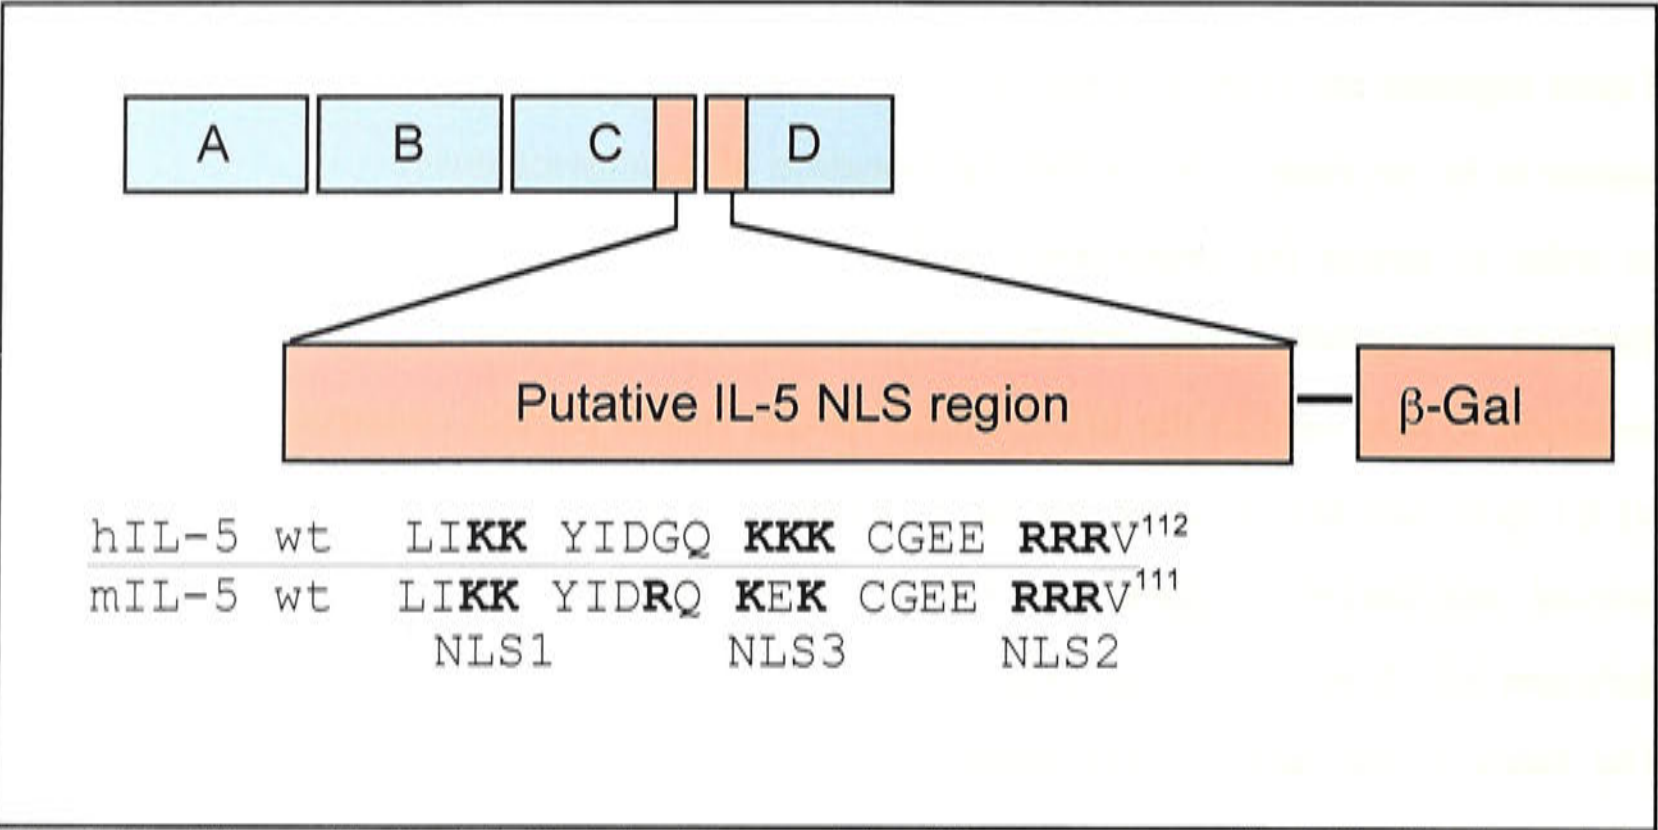 A B C D
Putative IL-5 NLS region β-Gal
hIL-5 wt LIKK YIDGQ KKK CGEE RRRV112
mIL-5 wt LIKK YIDRQ KEK CGEE RRRV111
NLS1 NLS3 NLS2